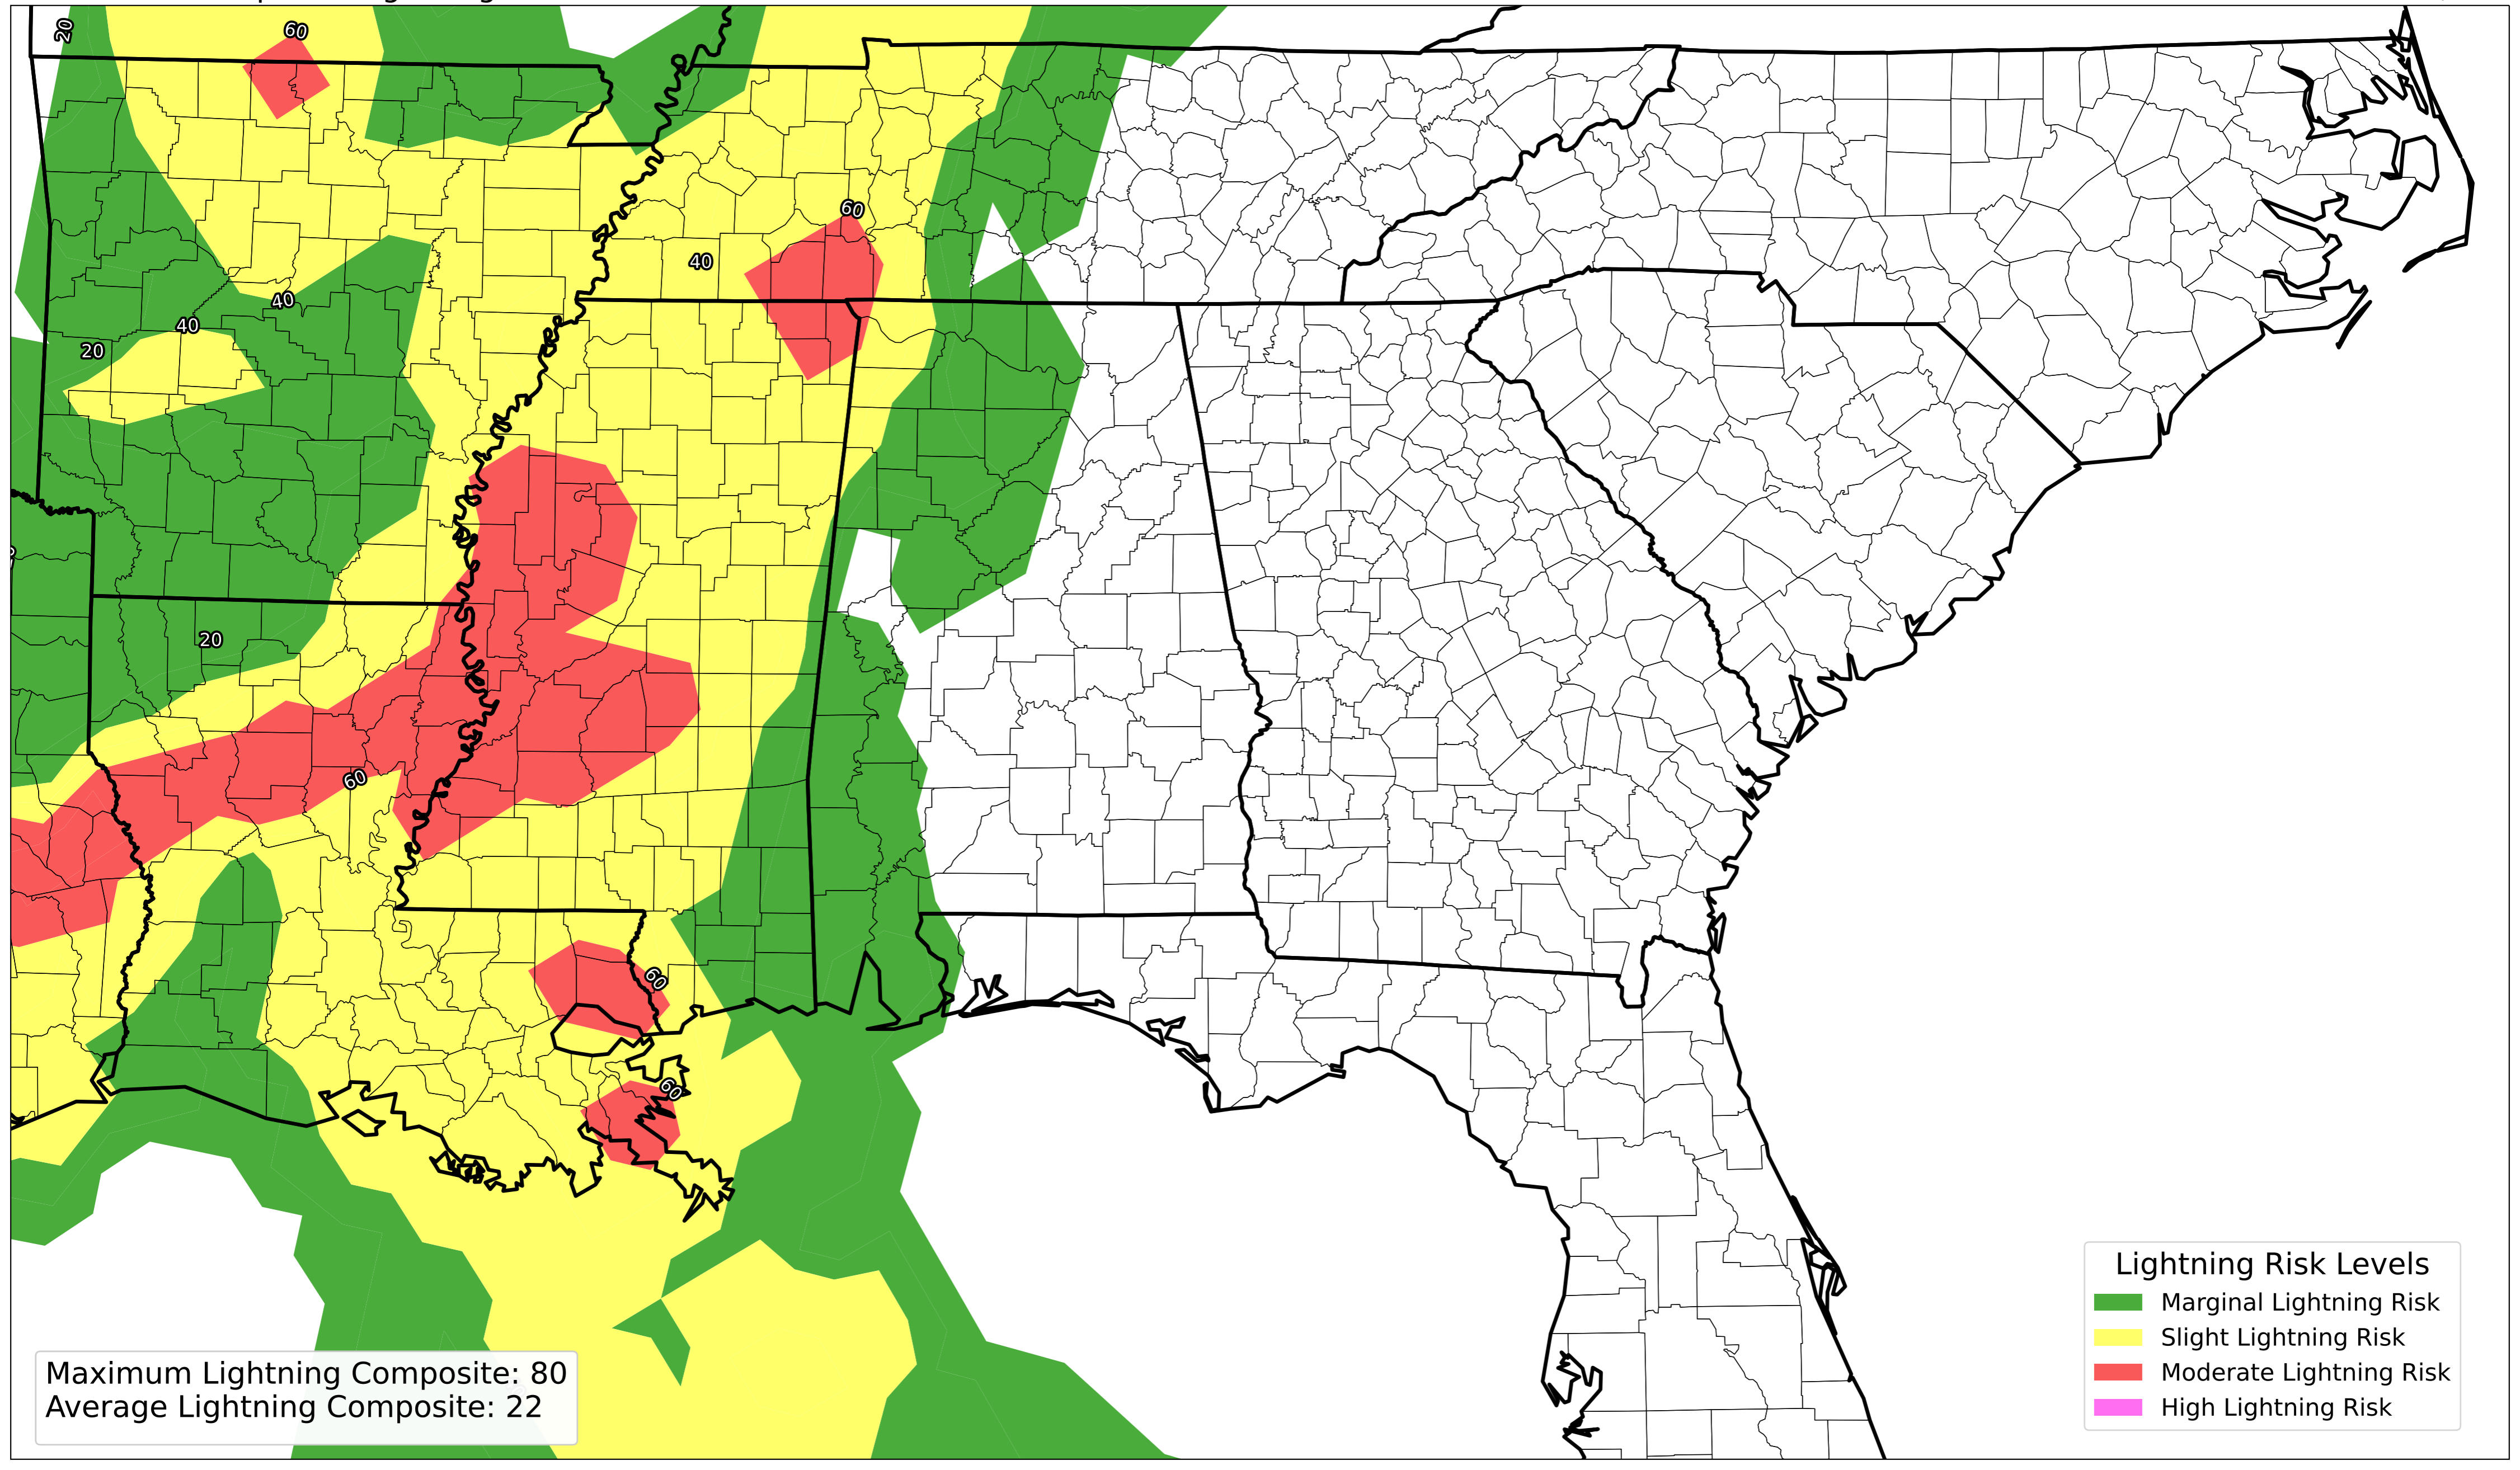 20
60
60
40
40
40
20
20
60
60
60
Lightning Risk Levels
Marginal Lightning Risk
Slight Lightning Risk
Moderate Lightning Risk
High Lightning Risk
Maximum Lightning Composite: 80
Average Lightning Composite: 22